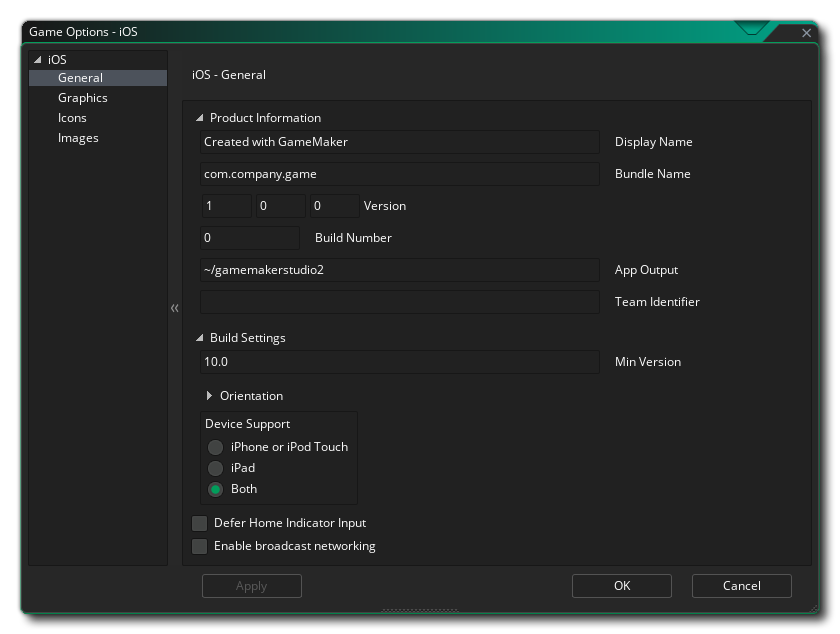 Game Options - iOS
iOS
General
Graphics
Icons
Images
iOS - General
Product Information
Created with GameMaker Display Name
com.company.game Bundle Name
1 0 0 Version
0 Build Number
~/gamemakerstudio2 App Output
Team Identifier
Build Settings
10.0 Min Version
Orientation
Device Support
iPhone or iPod Touch
iPad
Both
Defer Home Indicator Input
Enable broadcast networking
Apply OK Cancel